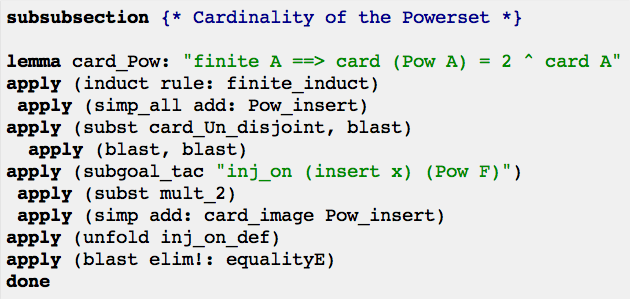 subsubsection {* Cardinality of the Powerset *}
lemma card_Pow: "finite A ==> card (Pow A) = 2 ^ card A"
apply (induct rule: finite_induct)
apply (simp_all add: Pow_insert)
apply (subst card_Un_disjoint, blast)
apply (blast, blast)
apply (subgoal_tac "inj_on (insert x) (Pow F)")
apply (subst mult_2)
apply (simp add: card_image Pow_insert)
apply (unfold inj_on_def)
apply (blast elim!: equalityE)
done